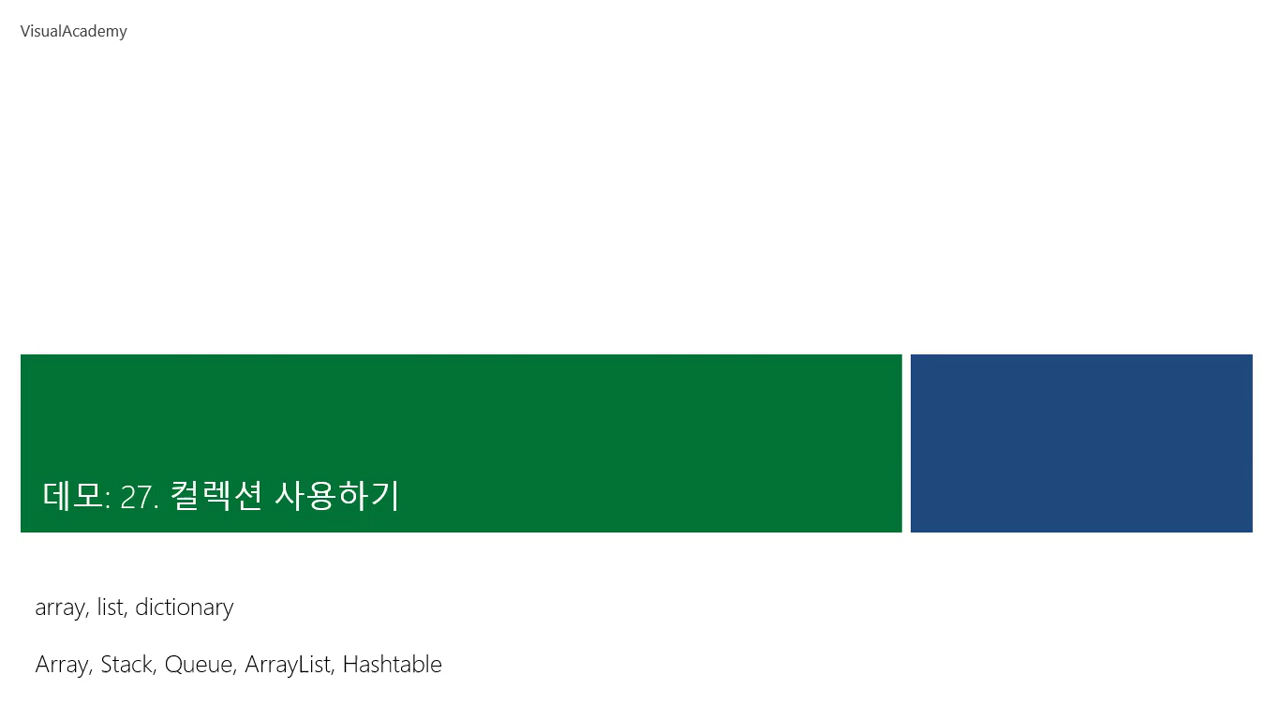 VisualAcademy
데모: 27. 컬렉션 사용하기
array, list, dictionary
Array, Stack, Queue, ArrayList, Hashtable